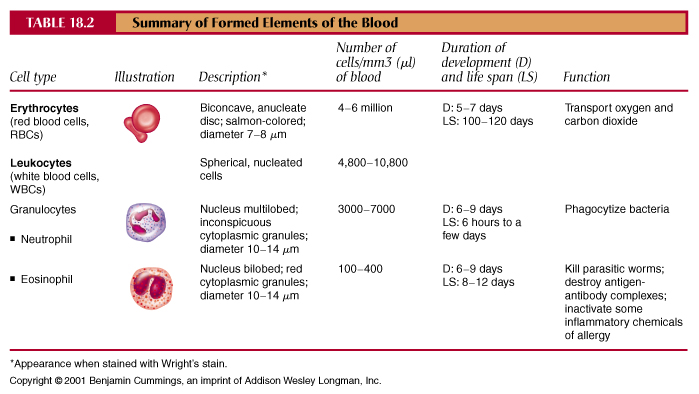 TABLE 18.2 Summary of Formed Elements of the Blood
Number of Duration of
cells/mm3 (μl) development (D)
Cell type Illustration Description* of blood and life span (LS) Function
Erythrocytes Biconcave, anucleate 4–6 million D: 5–7 days Transport oxygen and
(red blood cells, disc; salmon-colored; LS: 100–120 days carbon dioxide
RBCs) diameter 7–8 μm
Leukocytes Spherical, nucleated 4,800–10,800
(white blood cells, cells
WBCs)
Granulocytes Nucleus multilobed; 3000–7000 D: 6–9 days Phagocytize bacteria
inconspicuous LS: 6 hours to a
■ Neutrophil cytoplasmic granules; few days
diameter 10–14 μm
■ Eosinophil Nucleus bilobed; red 100–400 D: 6–9 days Kill parasitic worms;
cytoplasmic granules; LS: 8–12 days destroy antigen-
diameter 10–14 μm antibody complexes;
inactivate some
inflammatory chemicals
of allergy
*Appearance when stained with Wright's stain.
Copyright © 2001 Benjamin Cummings, an imprint of Addison Wesley Longman, Inc.